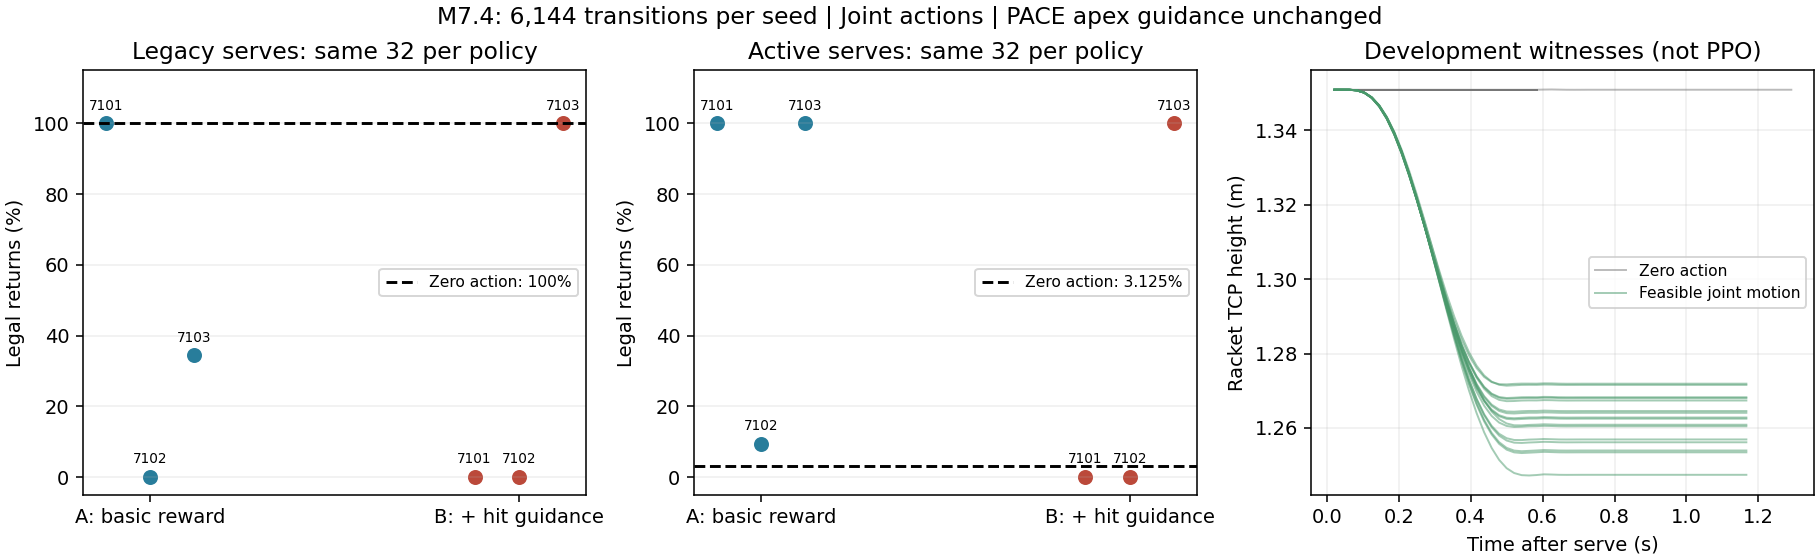 M7.4: 6,144 transitions per seed | Joint actions | PACE apex guidance unchanged
Legacy serves: same 32 per policy
Legal returns (%)
100
80
60
40
20
0
7101
7102
7103
7101
7102
7103
Zero action: 100%
A: basic reward
B: + hit guidance
Active serves: same 32 per policy
Legal returns (%)
100
80
60
40
20
0
7101
7102
7103
7101
7102
7103
Zero action: 3.125%
A: basic reward
B: + hit guidance
Development witnesses (not PPO)
Racket TCP height (m)
1.34
1.32
1.30
1.28
1.26
Zero action
Feasible joint motion
0.0
0.2
0.4
0.6
0.8
1.0
1.2
Time after serve (s)